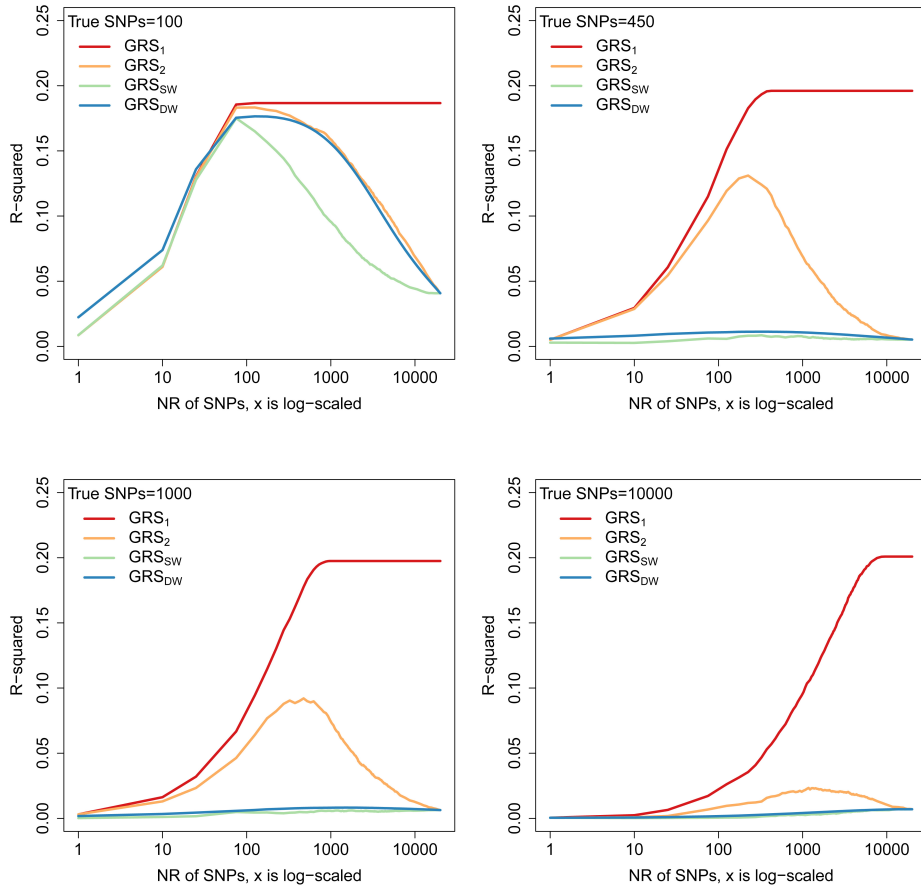 True SNPs=100
GRS1
GRS2
GRSSW
GRSDW
R−squared
0.00
0.05
0.10
0.15
0.20
0.25
1
10
100
1000
10000
NR of SNPs, x is log−scaled
True SNPs=450
GRS1
GRS2
GRSSW
GRSDW
R−squared
0.00
0.05
0.10
0.15
0.20
0.25
1
10
100
1000
10000
NR of SNPs, x is log−scaled
True SNPs=1000
GRS1
GRS2
GRSSW
GRSDW
R−squared
0.00
0.05
0.10
0.15
0.20
0.25
1
10
100
1000
10000
NR of SNPs, x is log−scaled
True SNPs=10000
GRS1
GRS2
GRSSW
GRSDW
R−squared
0.00
0.05
0.10
0.15
0.20
0.25
1
10
100
1000
10000
NR of SNPs, x is log−scaled